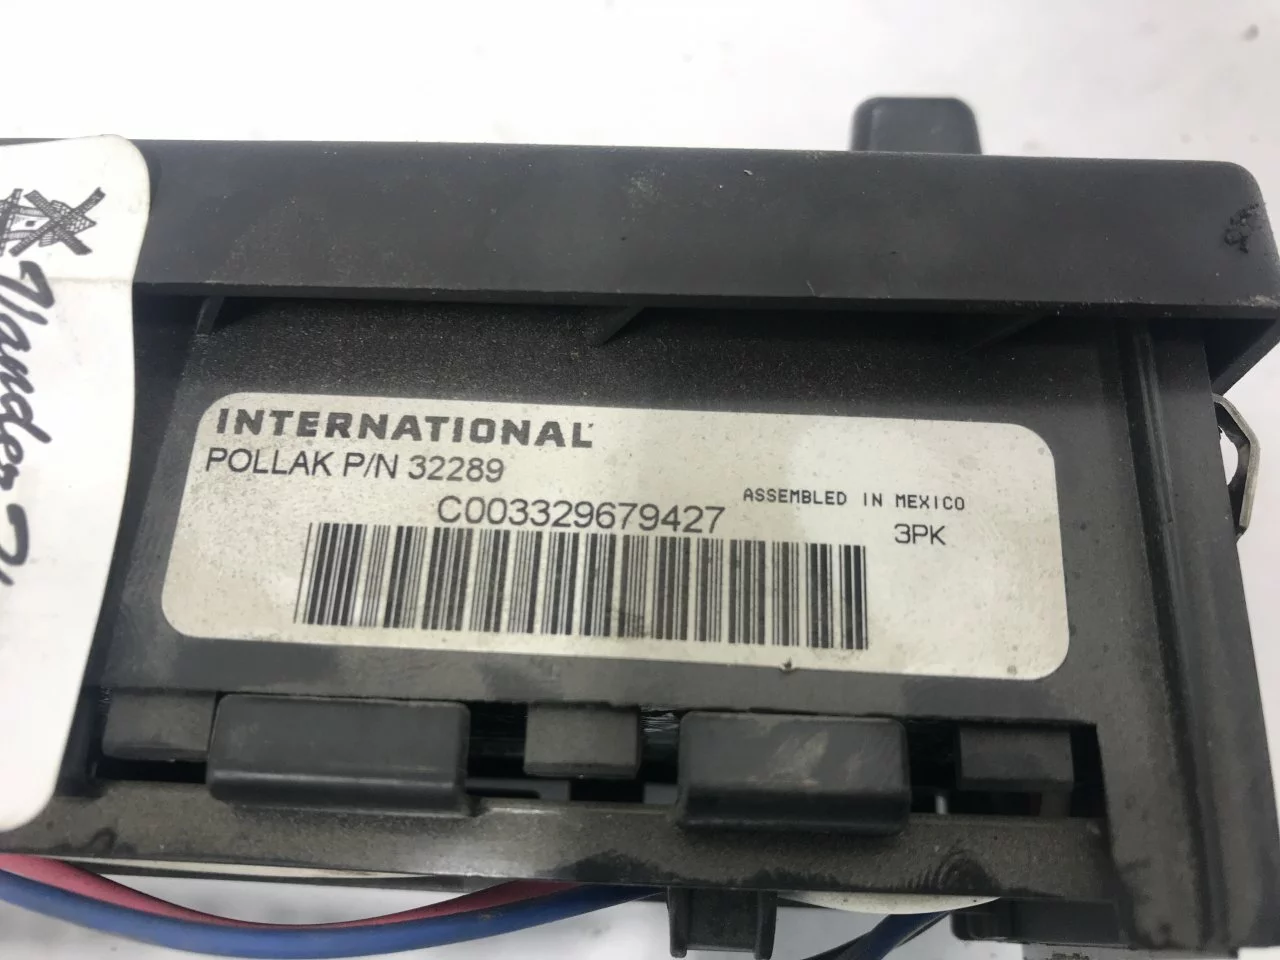 INTERNATIONAL
POLLAK P/N 32289
C003329679427
ASSEMBLED IN MEXICO
3PK